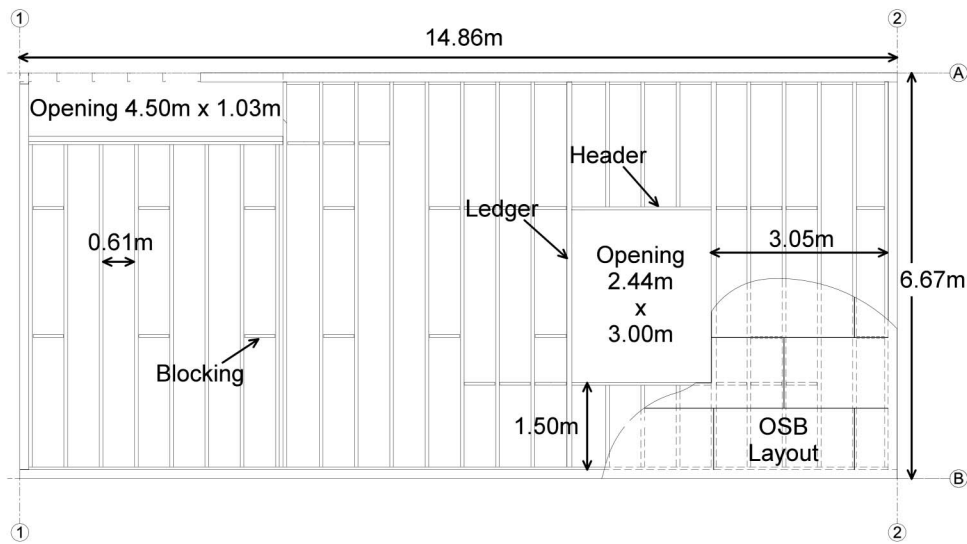 1
2
14.86m
A
Opening 4.50m x 1.03m
Header
Ledger
0.61m
3.05m
Opening
2.44m
x
3.00m
6.67m
Blocking
1.50m
OSB
Layout
B
1
2